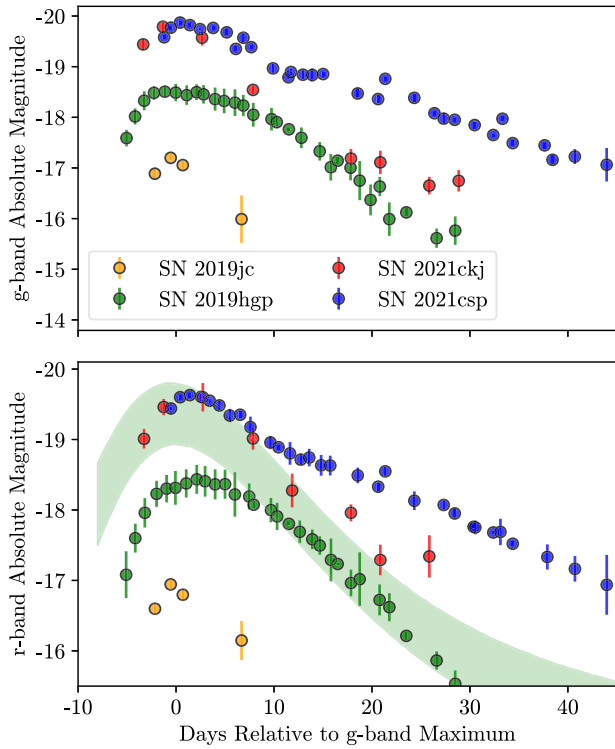 -20
-19
-18
-17
-16
-15
-14
g-band Absolute Magnitude
SN 2019jc
SN 2019hgp
SN 2021ckj
SN 2021csp
-20
-19
-18
-17
-16
r-band Absolute Magnitude
-10
0
10
20
30
40
Days Relative to g-band Maximum